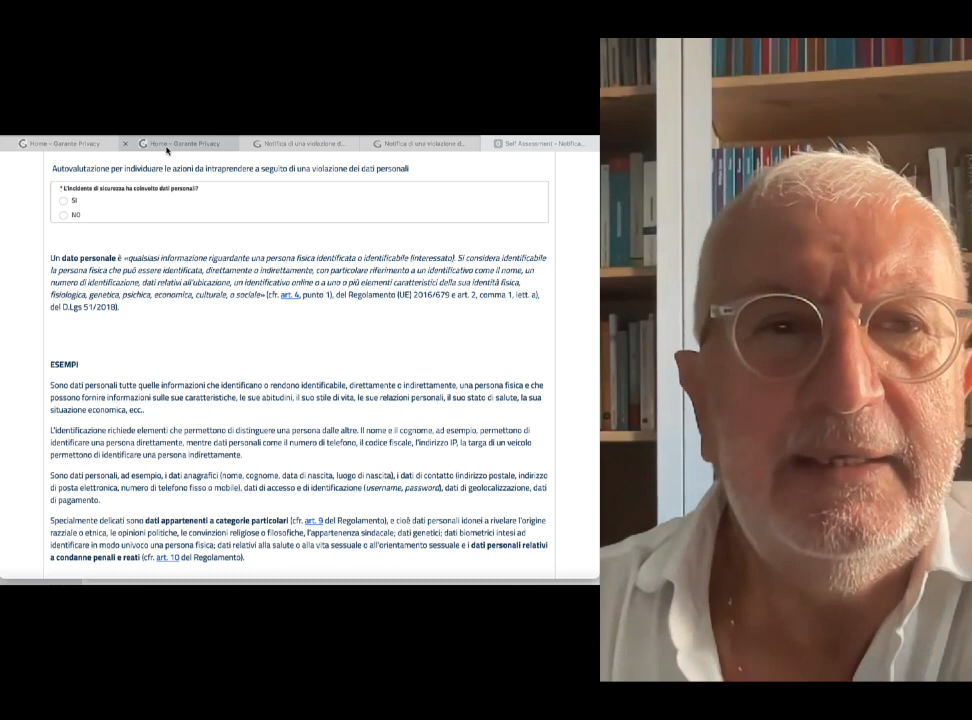 Home – Garante Privacy
Home – Garante Privacy
Notifica di una violazione di d...
Notifica di una violazione di d...
Self Assessment - Notifica...
Autovalutazione per individuare le azioni da intraprendere a seguito di una violazione dei dati personali
* L'incidente di sicurezza ha coinvolto dati personali?
SI
NO
Un dato personale è «qualsiasi informazione riguardante una persona fisica identificata o identificabile (interessato). Si considera identificabile
la persona fisica che può essere identificata, direttamente o indirettamente, con particolare riferimento a un identificativo come il nome, un
numero di identificazione, dati relativi all'ubicazione, un identificativo online o a uno o più elementi caratteristici della sua identità fisica,
fisiologica, genetica, psichica, economica, culturale, o sociale» (cfr. art. 4, punto 1), del Regolamento (UE) 2016/679 e art. 2, comma 1, lett. a),
del D.Lgs 51/2018).
ESEMPI
Sono dati personali tutte quelle informazioni che identificano o rendono identificabile, direttamente o indirettamente, una persona fisica e che
possono fornire informazioni sulle sue caratteristiche, le sue abitudini, il suo stile di vita, le sue relazioni personali, il suo stato di salute, la sua
situazione economica, ecc..
L'identificazione richiede elementi che permettono di distinguere una persona dalle altre. Il nome e il cognome, ad esempio, permettono di
identificare una persona direttamente, mentre dati personali come il numero di telefono, il codice fiscale, l'indirizzo IP, la targa di un veicolo
permettono di identificare una persona indirettamente.
Sono dati personali, ad esempio, i dati anagrafici (nome, cognome, data di nascita, luogo di nascita), i dati di contatto (indirizzo postale, indirizzo
di posta elettronica, numero di telefono fisso o mobile), dati di accesso e di identificazione (username, password), dati di geolocalizzazione, dati
di pagamento.
Specialmente delicati sono dati appartenenti a categorie particolari (cfr. art. 9 del Regolamento), e cioè dati personali idonei a rivelare l'origine
razziale o etnica, le opinioni politiche, le convinzioni religiose o filosofiche, l'appartenenza sindacale; dati genetici; dati biometrici intesi ad
identificare in modo univoco una persona fisica; dati relativi alla salute o alla vita sessuale o all'orientamento sessuale e i dati personali relativi
a condanne penali e reati (cfr. art. 10 del Regolamento).